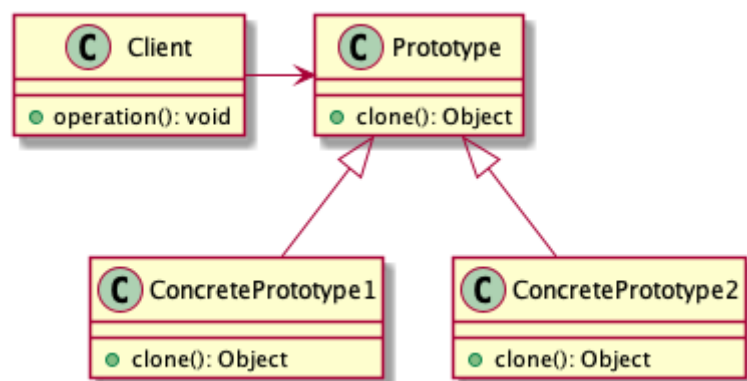 C Client
operation(): void
C Prototype
clone(): Object
C ConcretePrototype1
clone(): Object
C ConcretePrototype2
clone(): Object